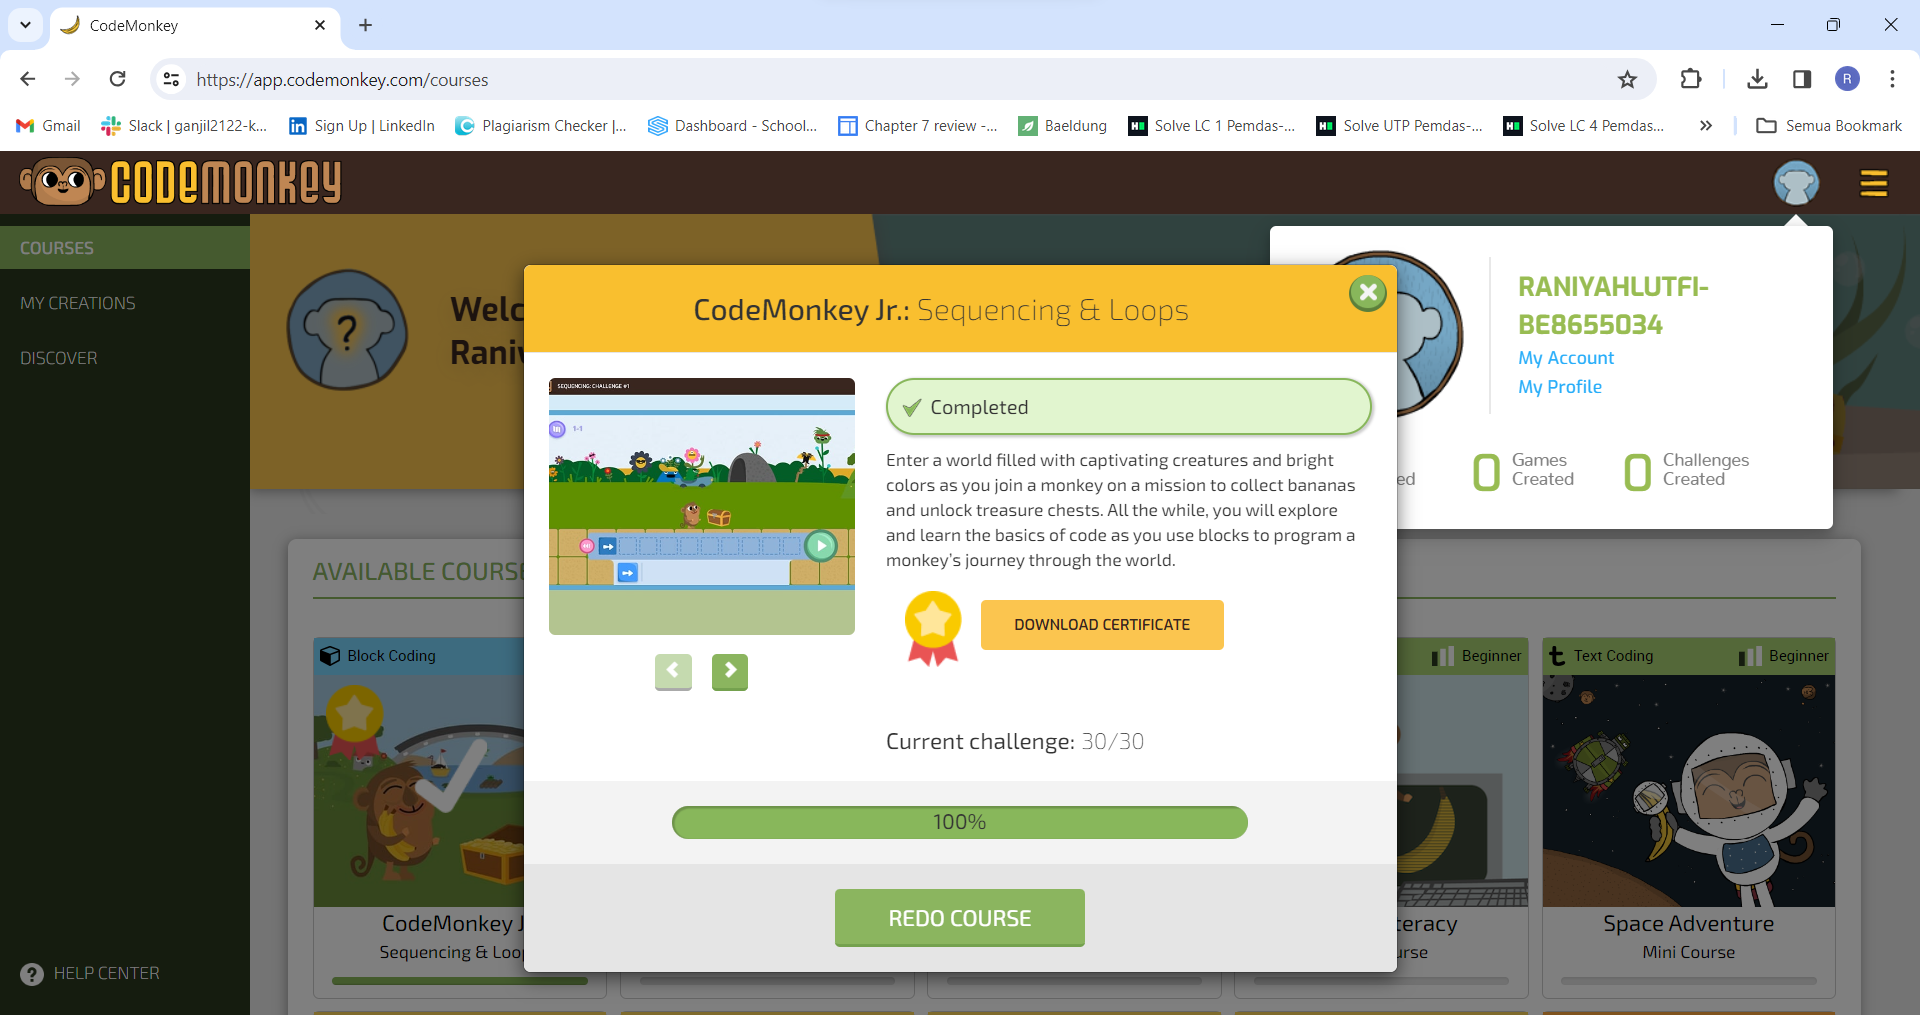 CodeMonkey
https://app.codemonkey.com/courses
R
Gmail
Slack | ganjil2122-k...
Sign Up | LinkedIn
Plagiarism Checker |...
Dashboard - School...
Chapter 7 review -...
Baeldung
Solve LC 1 Pemdas-...
Solve UTP Pemdas-...
Solve LC 4 Pemdas...
Semua Bookmark
CODEMONKEY
COURSES
MY CREATIONS
DISCOVER
HELP CENTER
?
Welc
Raniy
RANIYAHLUTFI-
BE8655034
My Account
My Profile
ed
0 Games
Created
0 Challenges
Created
CodeMonkey Jr.: Sequencing & Loops
SEQUENCING: CHALLENGE #1
1-1
Completed
Enter a world filled with captivating creatures and bright
colors as you join a monkey on a mission to collect bananas
and unlock treasure chests. All the while, you will explore
and learn the basics of code as you use blocks to program a
monkey's journey through the world.
DOWNLOAD CERTIFICATE
Current challenge: 30/30
100%
REDO COURSE
AVAILABLE COURS
Block Coding
CodeMonkey J
Sequencing & Loo
Beginner
teracy
urse
Text Coding
Beginner
Space Adventure
Mini Course